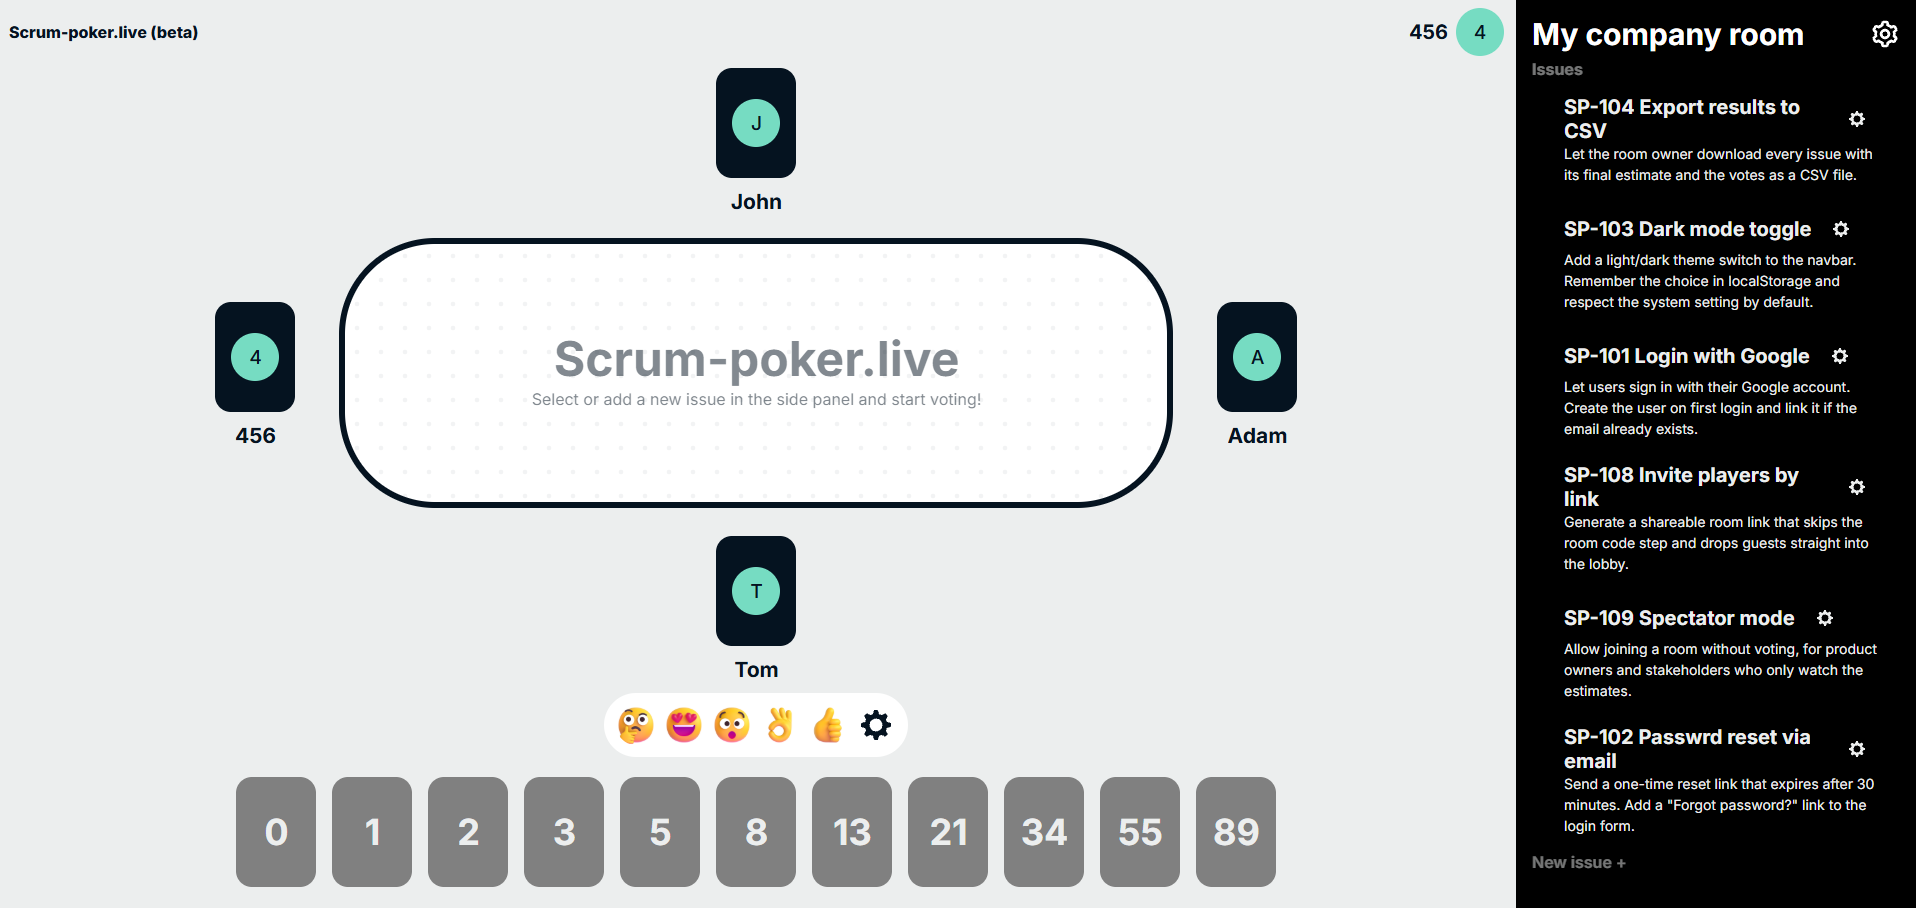 Scrum-poker.live (beta)
456
4
J
John
4
456
Scrum-poker.live
Select or add a new issue in the side panel and start voting!
A
Adam
T
Tom
0
1
2
3
5
8
13
21
34
55
89
My company room
Issues
SP-104 Export results to
CSV
Let the room owner download every issue with
its final estimate and the votes as a CSV file.
SP-103 Dark mode toggle
Add a light/dark theme switch to the navbar.
Remember the choice in localStorage and
respect the system setting by default.
SP-101 Login with Google
Let users sign in with their Google account.
Create the user on first login and link it if the
email already exists.
SP-108 Invite players by
link
Generate a shareable room link that skips the
room code step and drops guests straight into
the lobby.
SP-109 Spectator mode
Allow joining a room without voting, for product
owners and stakeholders who only watch the
estimates.
SP-102 Passwrd reset via
email
Send a one-time reset link that expires after 30
minutes. Add a "Forgot password?" link to the
login form.
New issue +